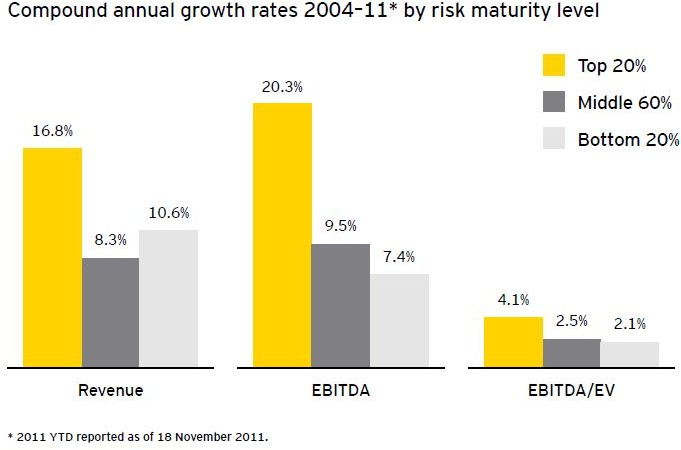 Compound annual growth rates 2004–11* by risk maturity level
Top 20%
Middle 60%
Bottom 20%
16.8%
8.3%
10.6%
Revenue
20.3%
9.5%
7.4%
EBITDA
4.1%
2.5%
2.1%
EBITDA/EV
* 2011 YTD reported as of 18 November 2011.